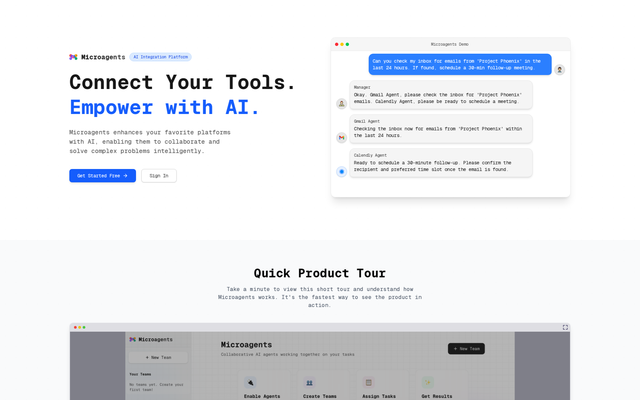 Microagents AI Integration Platform
Connect Your Tools.
Empower with AI.
Microagents enhances your favorite platforms
with AI, enabling them to collaborate and
solve complex problems intelligently.
Get Started Free →
Sign In
Microagents Demo
Can you check my inbox for emails from 'Project Phoenix' in the
last 24 hours. If found, schedule a 30-min follow-up meeting.
Manager
Okay. Gmail Agent, please check the inbox for 'Project Phoenix'
emails. Calendly Agent, please be ready to schedule a meeting
Gmail Agent
Checking the inbox now for emails from 'Project Phoenix' within
the last 24 hours.
Calendly Agent
Ready to schedule a 30-minute follow-up. Please confirm the
recipient and preferred time slot once the email is found.
Quick Product Tour
Take a minute to view this short tour and understand how
Microagents works. It's the fastest way to see the product in
action.
Microagents
+ New Team
Your Teams
No teams yet. Create your
first team!
Microagents
Collaborative AI agents working together on your tasks
+ New Team
Enable Agents
Create Teams
Assign Tasks
Get Results